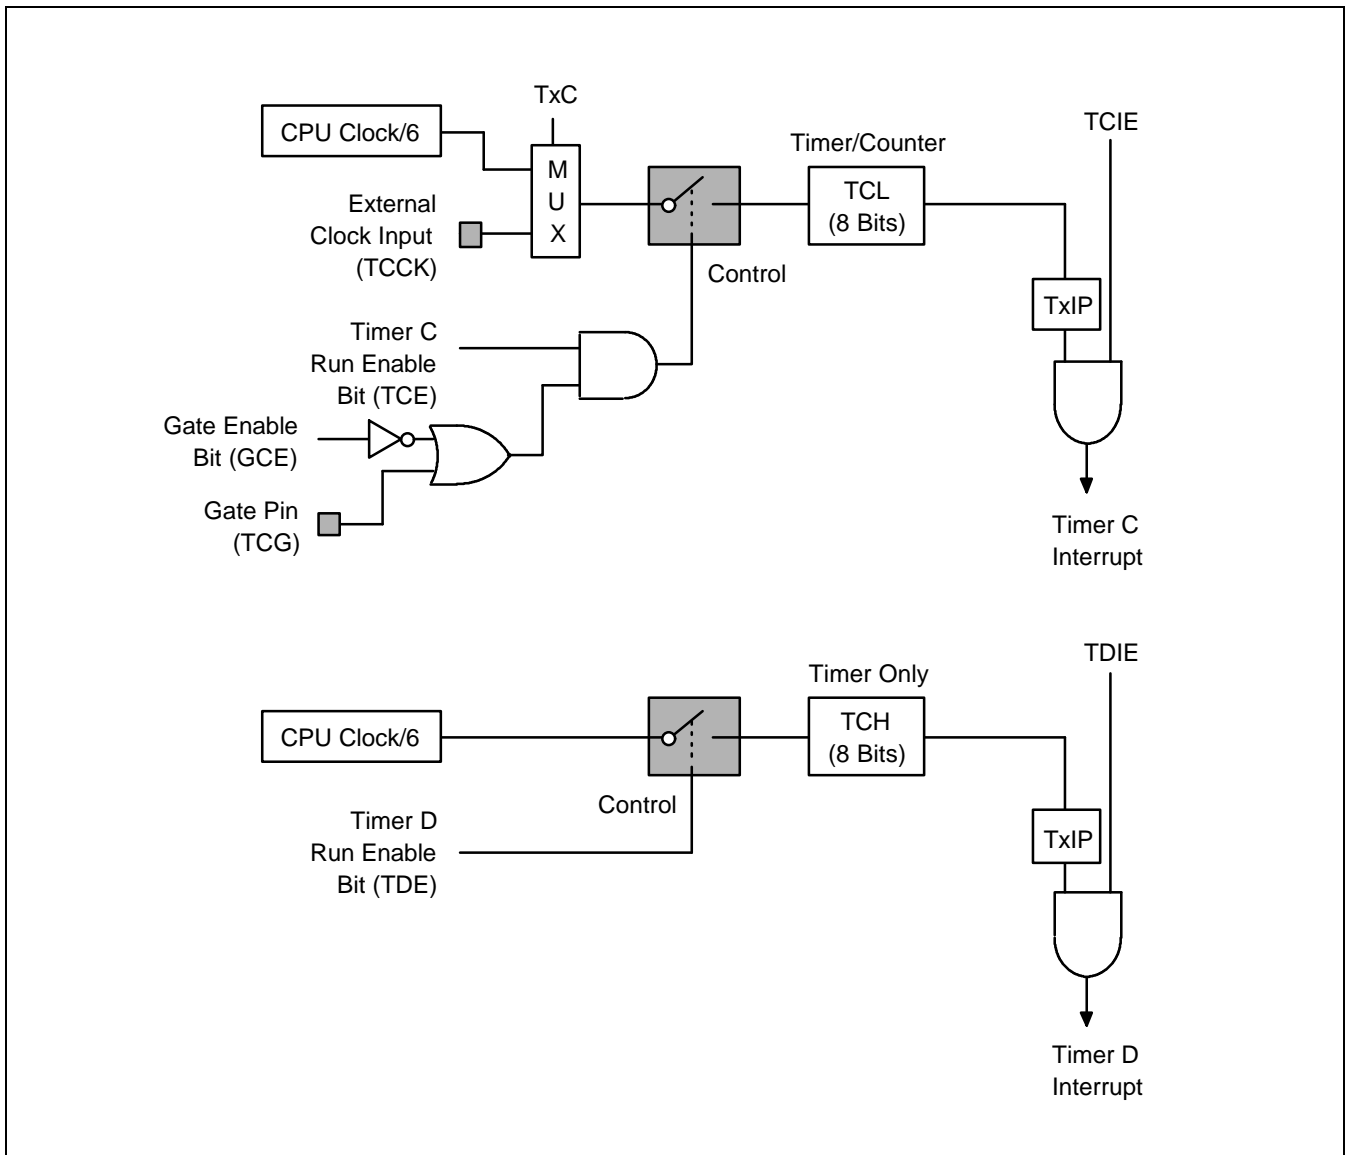 TxC
TCIE
CPU Clock/6
Timer/Counter
M
U
X
TCL
(8 Bits)
External
Clock Input
(TCCK)
Control
TxIP
Timer C
Run Enable
Bit (TCE)
Gate Enable
Bit (GCE)
Gate Pin
(TCG)
Timer C
Interrupt
TDIE
Timer Only
CPU Clock/6
TCH
(8 Bits)
Control
Timer D
Run Enable
Bit (TDE)
TxIP
Timer D
Interrupt